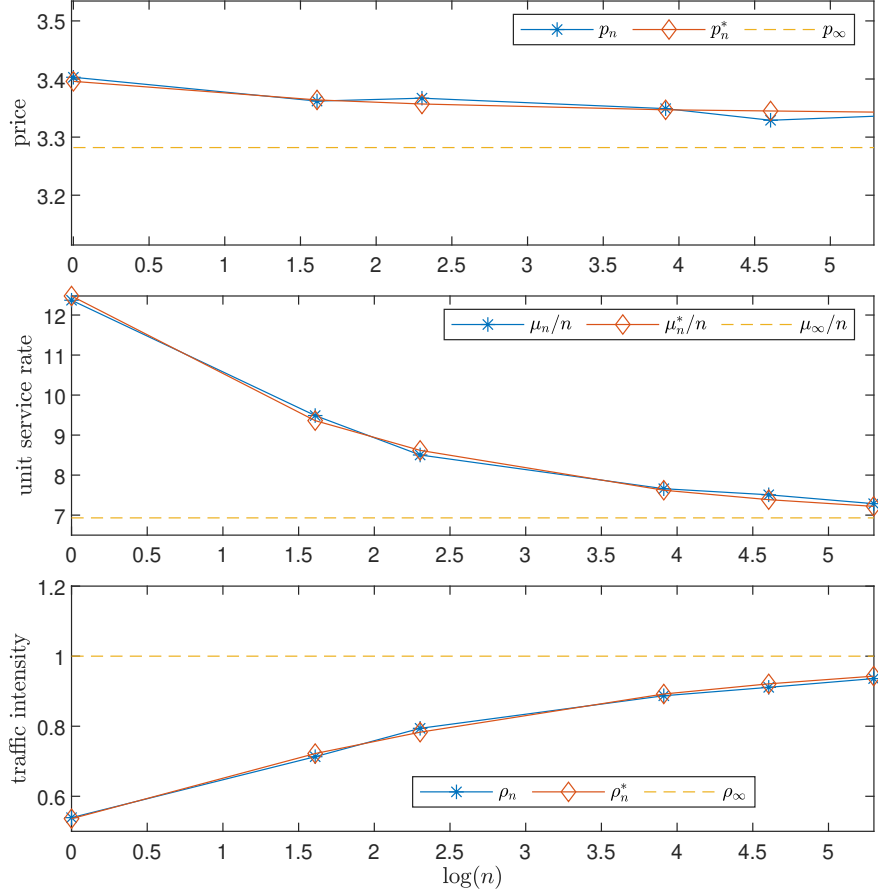 3.5
3.4
3.3
3.2
price
p_n p_n^* p_∞
0 0.5 1 1.5 2 2.5 3 3.5 4 4.5 5
12
11
10
9
8
7
unit service rate
μ_n/n μ_n^*/n μ_∞/n
0 0.5 1 1.5 2 2.5 3 3.5 4 4.5 5
1.2
1
0.8
0.6
traffic intensity
ρ_n ρ_n^* ρ_∞
0 0.5 1 1.5 2 2.5 3 3.5 4 4.5 5
log(n)